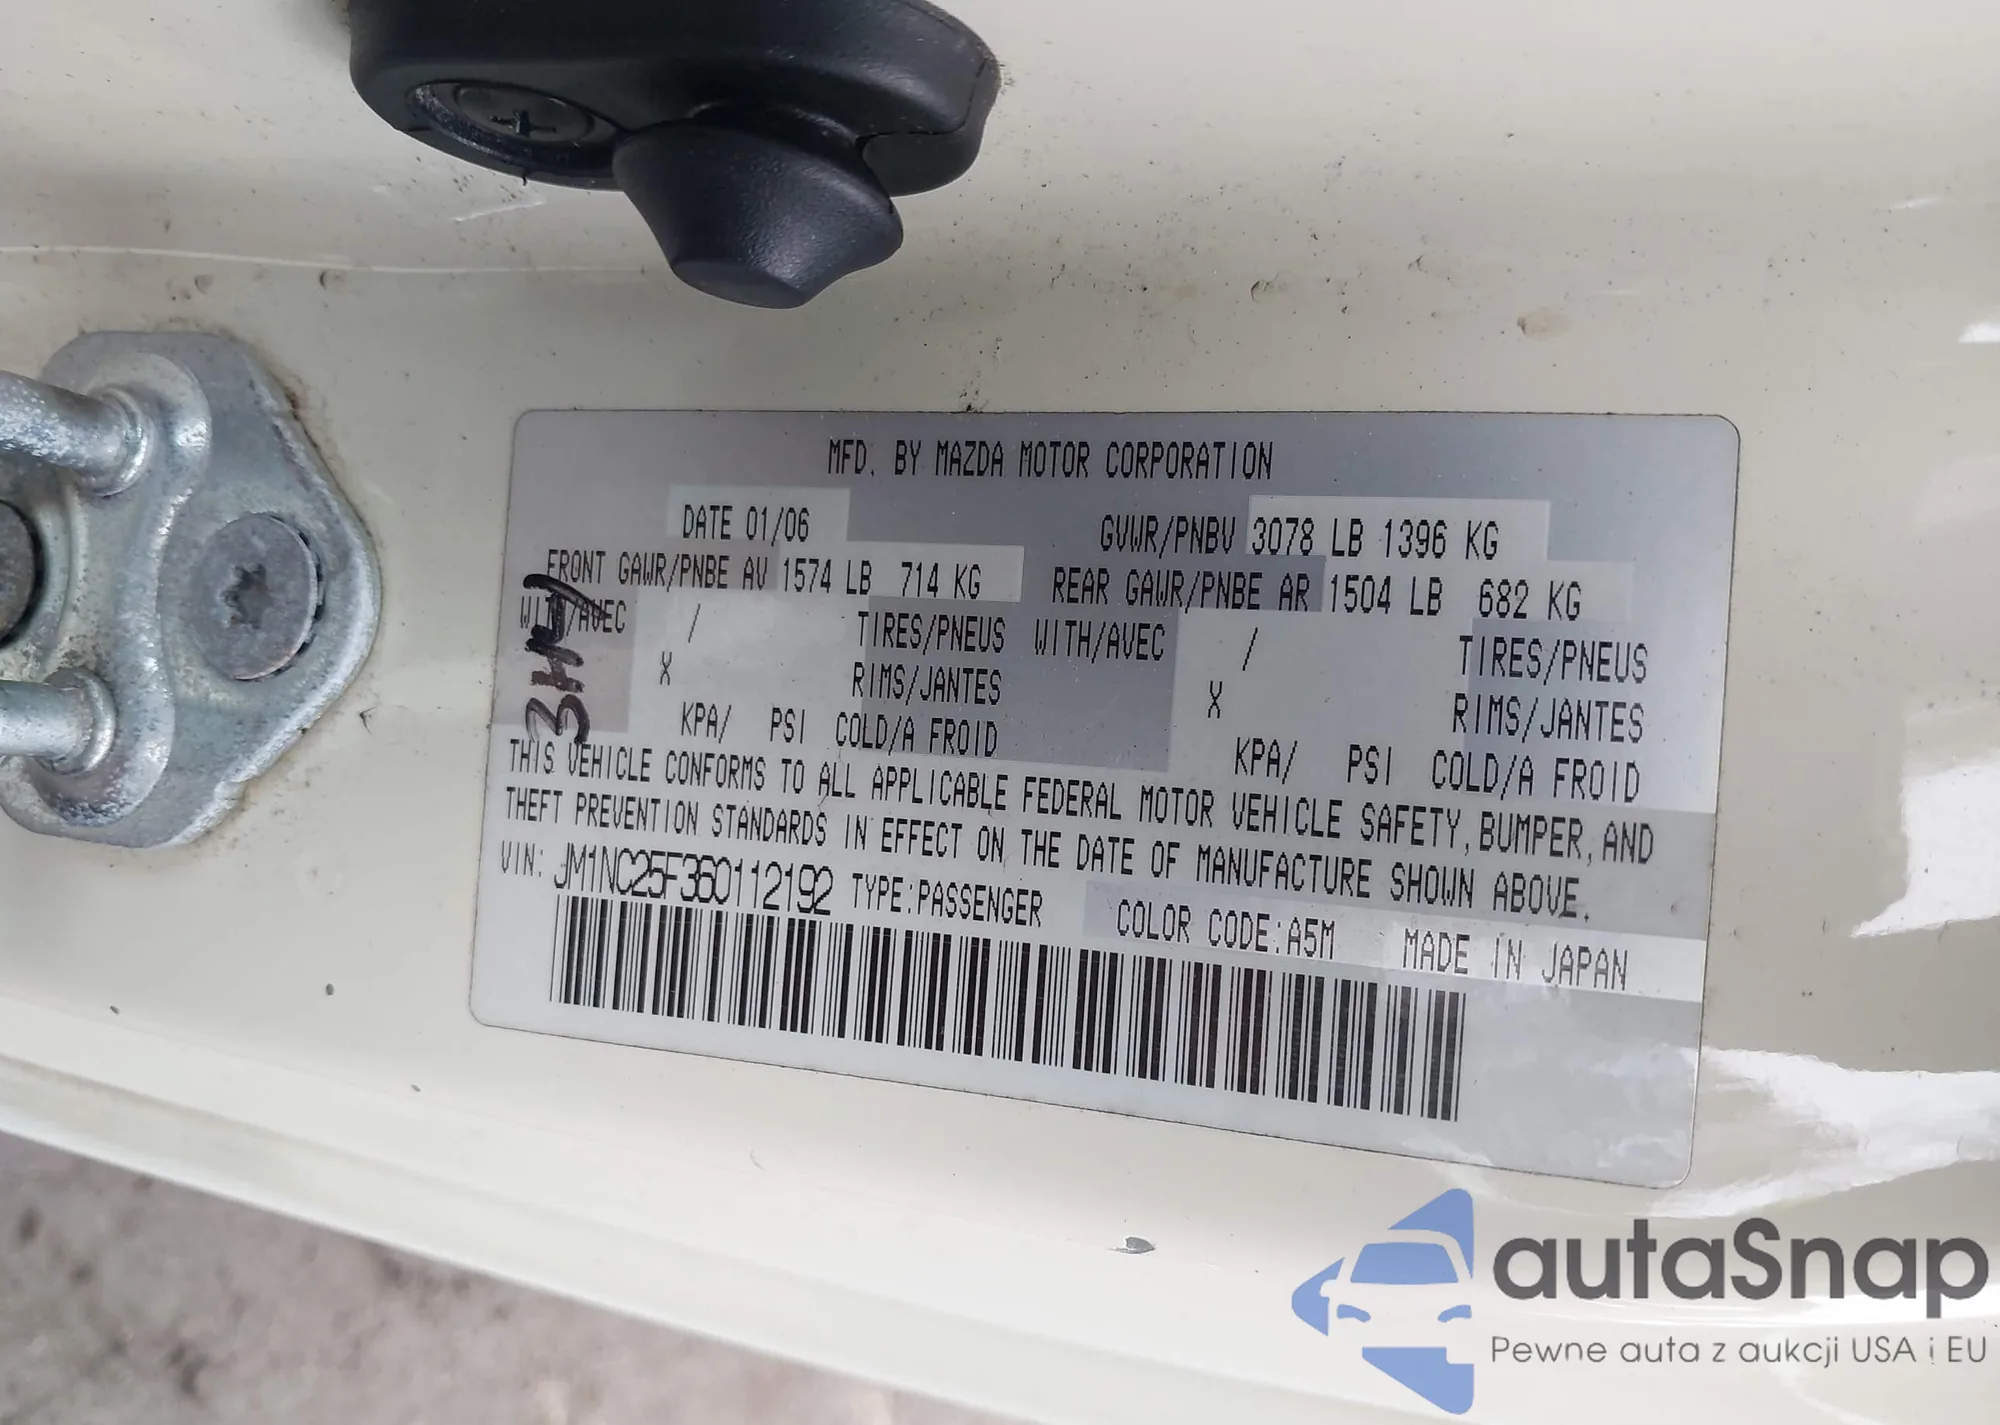 MFD. BY MAZDA MOTOR CORPORATION
DATE 01/06 GVWR/PNBV 3078 LB 1396 KG
FRONT GAWR/PNBE AV 1574 LB 714 KG REAR GAWR/PNBE AR 1504 LB 682 KG
WITH/AVEC / TIRES/PNEUS WITH/AVEC / TIRES/PNEUS
X RIMS/JANTES X RIMS/JANTES
KPA/ PSI COLD/A FROID KPA/ PSI COLD/A FROID
THIS VEHICLE CONFORMS TO ALL APPLICABLE FEDERAL MOTOR VEHICLE SAFETY, BUMPER, AND
THEFT PREVENTION STANDARDS IN EFFECT ON THE DATE OF MANUFACTURE SHOWN ABOVE.
VIN: JM1NC25F360112192 TYPE:PASSENGER COLOR CODE:A5M MADE IN JAPAN
autaSnap
Pewne auta z aukcji USA i EU